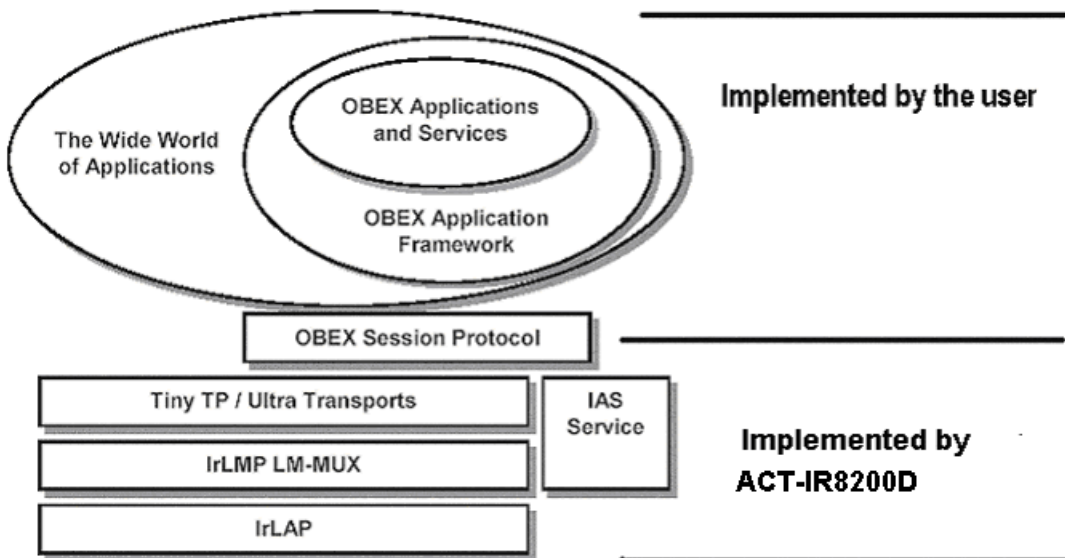 OBEX Applications
and Services
Implemented by the user
The Wide World
of Applications
OBEX Application
Framework
OBEX Session Protocol
Tiny TP / Ultra Transports
IAS
Service
IrLMP LM-MUX
Implemented by
ACT-IR8200D
IrLAP